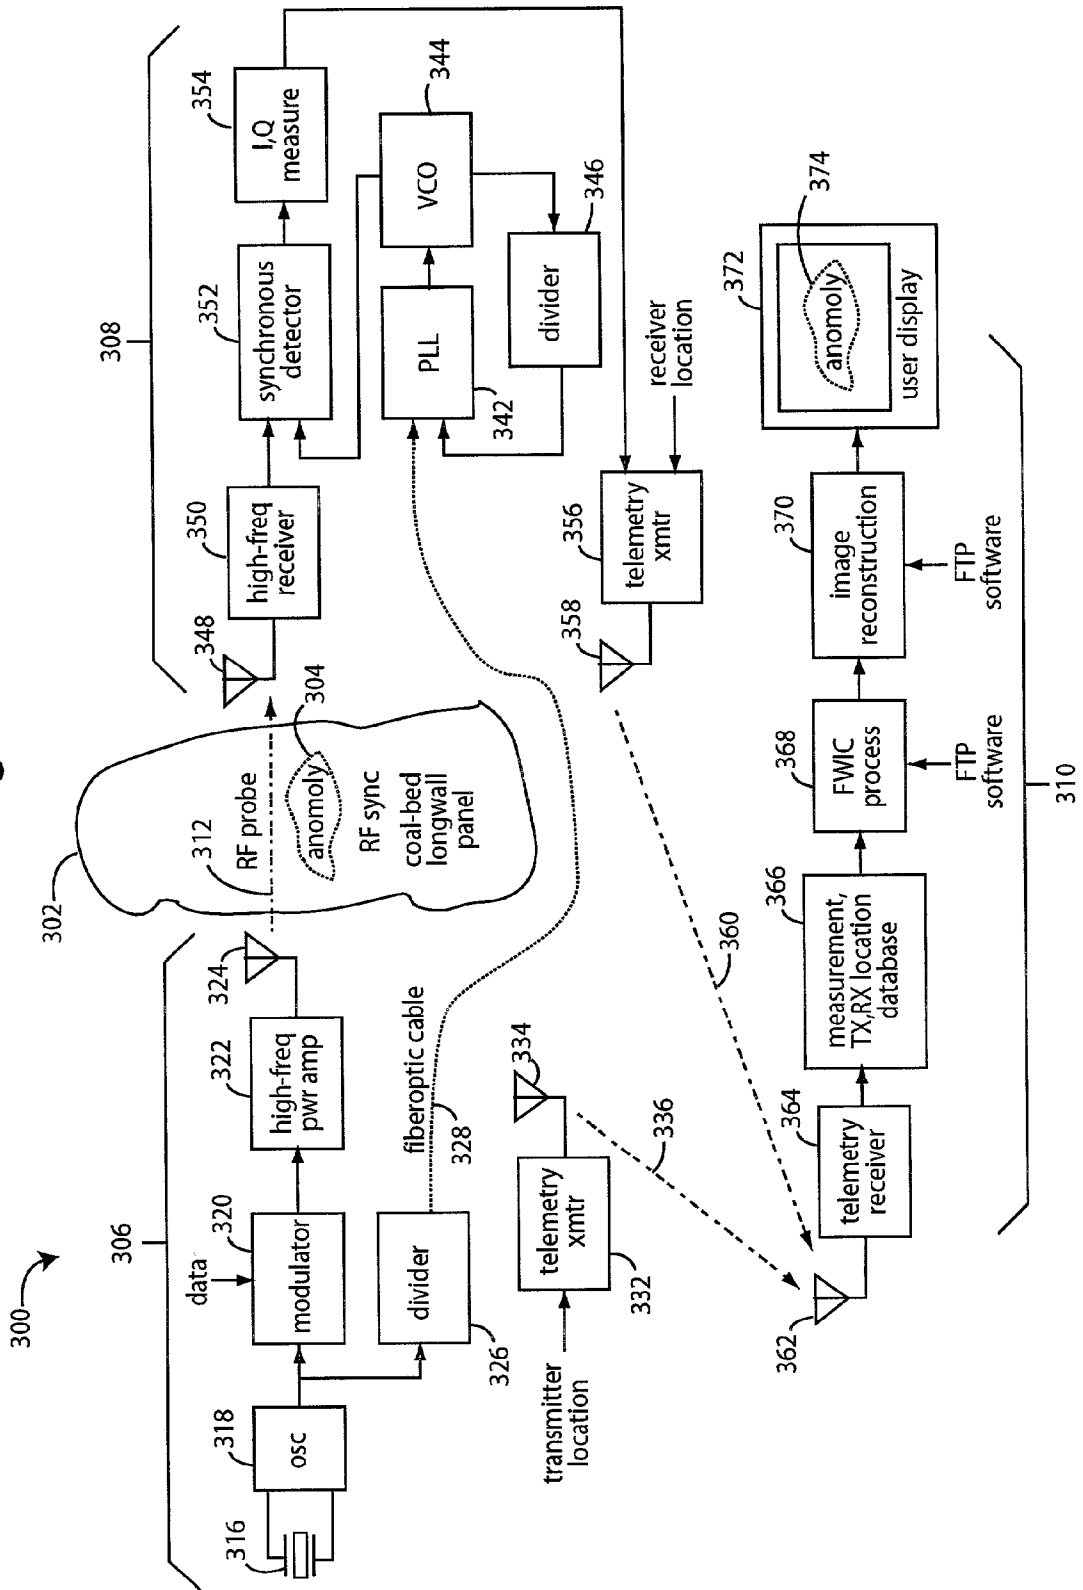 300
306
316
318
osc
data
320
modulator
322
high-freq
pwr amp
324
302
312
RF probe
304
anomoly
RF sync
coal-bed
longwall
panel
308
348
350
high-freq
receiver
352
synchronous
detector
354
I,Q
measure
344
VCO
PLL
342
346
divider
divider
326
fiberoptic cable
328
transmitter
location
telemetry
xmtr
332
334
336
receiver
location
356
telemetry
xmtr
358
360
362
364
telemetry
receiver
366
measurement,
TX,RX location
database
368
FWIC
process
FTP
software
370
image
reconstruction
FTP
software
372
374
anomoly
user display
310